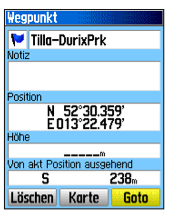 Wegpunkt
Tilla-DurixPrk
Notiz
Position
N 52°30.359'
E 013°22.479'
Höhe
_____m
Von akt Position ausgehend
S 238m
Löschen Karte Goto